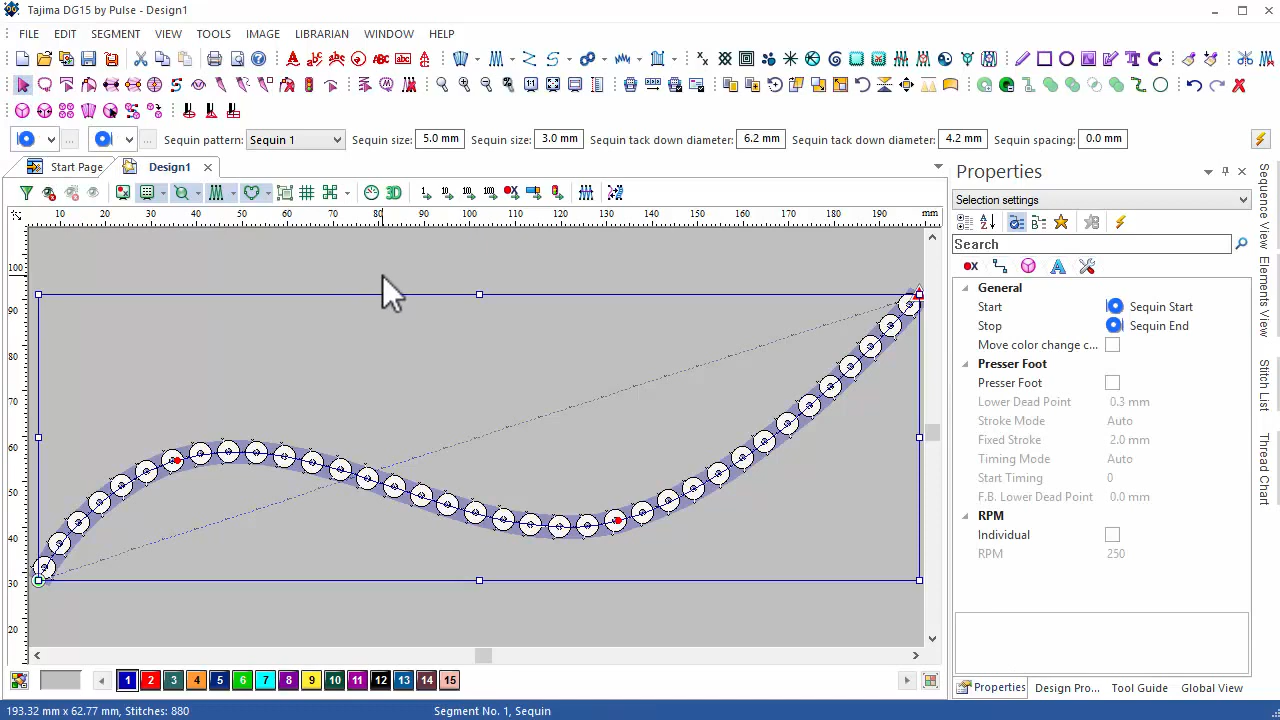 Tajima DG15 by Pulse - Design1
FILE EDIT SEGMENT VIEW TOOLS IMAGE LIBRARIAN WINDOW HELP
Sequin pattern: Sequin 1 Sequin size: 5.0 mm Sequin size: 3.0 mm Sequin tack down diameter: 6.2 mm Sequin tack down diameter: 4.2 mm Sequin spacing: 0.0 mm
Start Page Design1
3D
10 20 30 40 50 60 70 80 90 100 110 120 130 140 150 160 170 180 190 mm
100
90
80
70
60
50
40
30
20
Properties
Selection settings
Search
General
Start Sequin Start
Stop Sequin End
Move color change c...
Presser Foot
Presser Foot
Lower Dead Point 0.3 mm
Stroke Mode Auto
Fixed Stroke 2.0 mm
Timing Mode Auto
Start Timing 0
F.B. Lower Dead Point 0.0 mm
RPM
Individual
RPM 250
Sequence View
Elements View
Stitch List
Thread Chart
1 2 3 4 5 6 7 8 9 10 11 12 13 14 15
Properties Design Pro... Tool Guide Global View
193.32 mm x 62.77 mm, Stitches: 880 Segment No. 1, Sequin